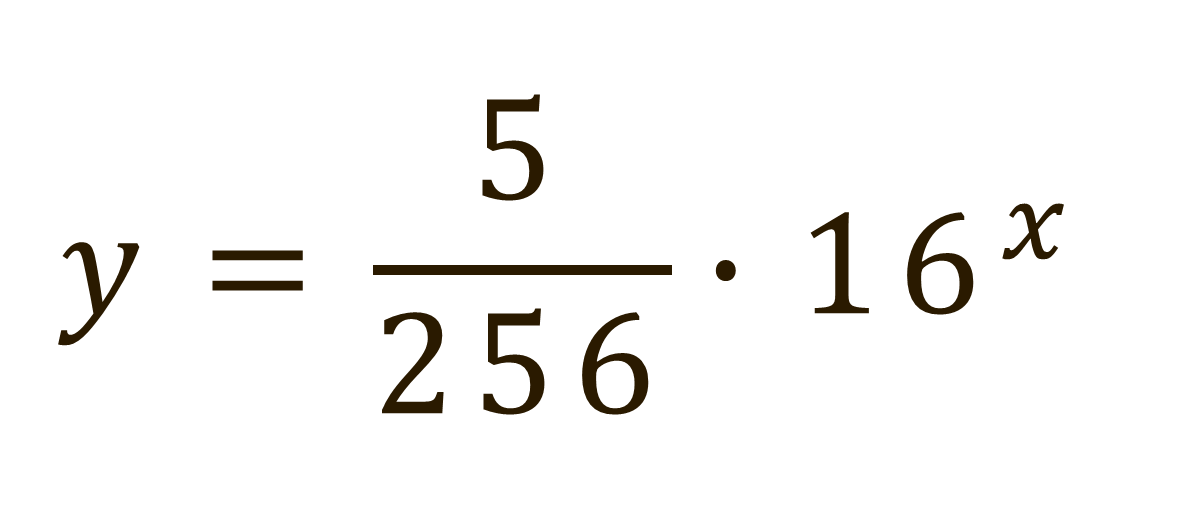 y = 5/256 · 16^x